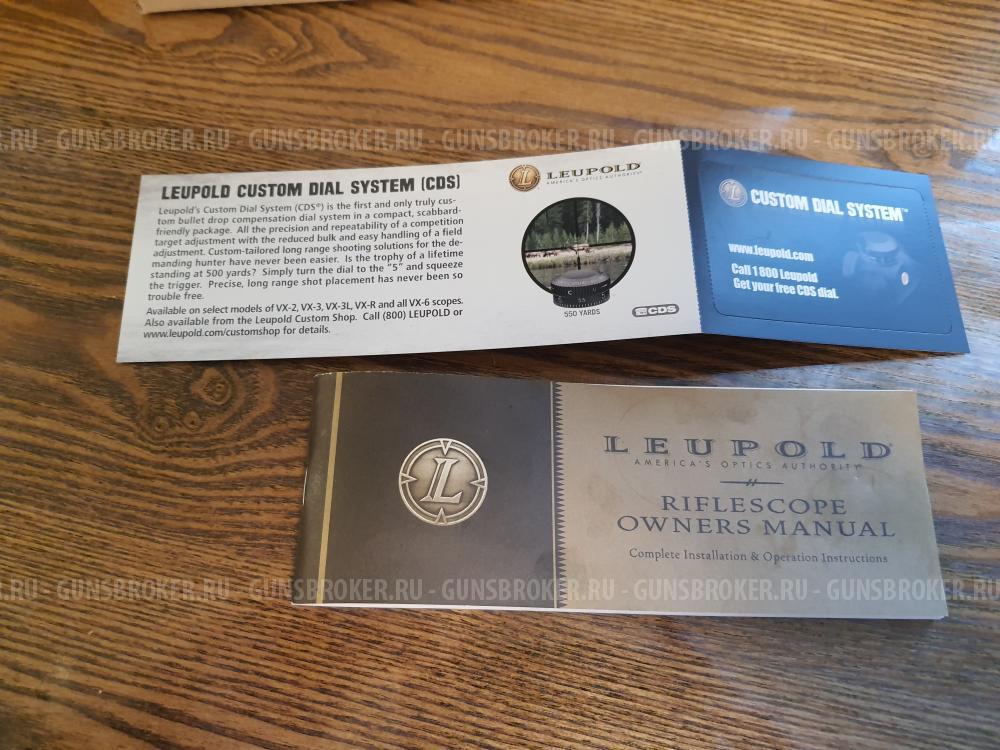 .RU - GUNSBROKER.RU - GUNSBROKER.RU - GUNSBROKER.RU - GUNSBROKER.RU - GUNSBROKER.RU
LEUPOLD CUSTOM DIAL SYSTEM (CDS)
Leupold's Custom Dial System (CDS®) is the first and only truly cus-
tom bullet drop compensation dial system in a compact, scabbard-
friendly package. All the precision and repeatability of a competition
target adjustment with the reduced bulk and easy handling of a field
adjustment. Custom-tailored long range shooting solutions for the de-
manding hunter have never been easier. Is the trophy of a lifetime
standing at 500 yards? Simply turn the dial to the "5" and squeeze
the trigger. Precise, long range shot placement has never been so
trouble free.
Available on select models of VX-2, VX-3, VX-3L, VX-R and all VX-6 scopes.
Also available from the Leupold Custom Shop. Call (800) LEUPOLD or
www.leupold.com/customshop for details.
L LEUPOLD®
AMERICA'S OPTICS AUTHORITY®
550 YARDS
CDS
L CUSTOM DIAL SYSTEM™
www.leupold.com
Call 1 800 Leupold
Get your free CDS dial.
L
LEUPOLD®
AMERICA'S OPTICS AUTHORITY®
RIFLESCOPE
OWNERS MANUAL
Complete Installation & Operation Instructions
.RU - GUNSBROKER.RU - GUNSBROKER.RU - GUNSBROKER.RU - GUNSBROKER.RU - GUNSBROKER.RU